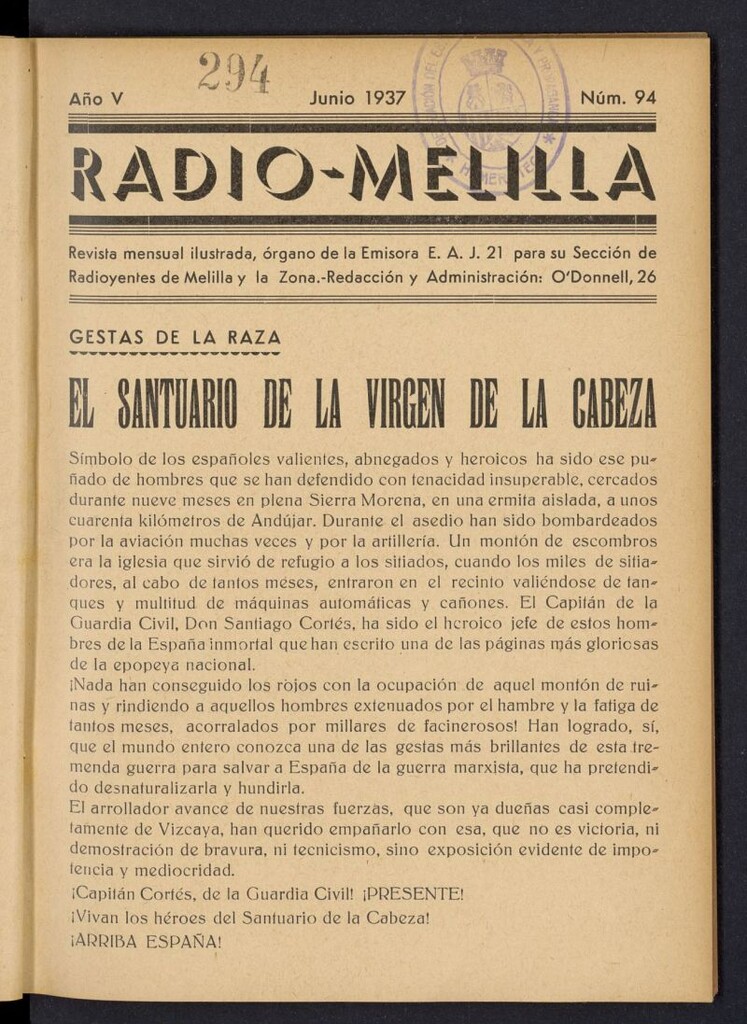 294
Año V Junio 1937 Núm. 94
RADIO-MELILLA
Revista mensual ilustrada, órgano de la Emisora E. A. J. 21 para su Sección de
Radioyentes de Melilla y la Zona.-Redacción y Administración: O'Donnell, 26
GESTAS DE LA RAZA
EL SANTUARIO DE LA VIRGEN DE LA CABEZA
Símbolo de los españoles valientes, abnegados y heroicos ha sido ese pu-
ñado de hombres que se han defendido con tenacidad insuperable, cercados
durante nueve meses en plena Sierra Morena, en una ermita aislada, a unos
cuarenta kilómetros de Andújar. Durante el asedio han sido bombardeados
por la aviación muchas veces y por la artillería. Un montón de escombros
era la iglesia que sirvió de refugio a los sitiados, cuando los miles de sitia-
dores, al cabo de tantos meses, entraron en el recinto valiéndose de tan-
ques y multitud de máquinas automáticas y cañones. El Capitán de la
Guardia Civil, Don Santiago Cortés, ha sido el heroico jefe de estos hom-
bres de la España inmortal que han escrito una de las páginas más gloriosas
de la epopeya nacional.
¡Nada han conseguido los rojos con la ocupación de aquel montón de rui-
nas y rindiendo a aquellos hombres extenuados por el hambre y la fatiga de
tantos meses, acorralados por millares de facinerosos! Han logrado, sí,
que el mundo entero conozca una de las gestas más brillantes de esta tre-
menda guerra para salvar a España de la guerra marxista, que ha pretendi-
do desnaturalizarla y hundirla.
El arrollador avance de nuestras fuerzas, que son ya dueñas casi comple-
tamente de Vizcaya, han querido empañarlo con esa, que no es victoria, ni
demostración de bravura, ni tecnicismo, sino exposición evidente de impo-
tencia y mediocridad.
¡Capitán Cortés, de la Guardia Civil! ¡PRESENTE!
¡Vivan los héroes del Santuario de la Cabeza!
¡ARRIBA ESPAÑA!